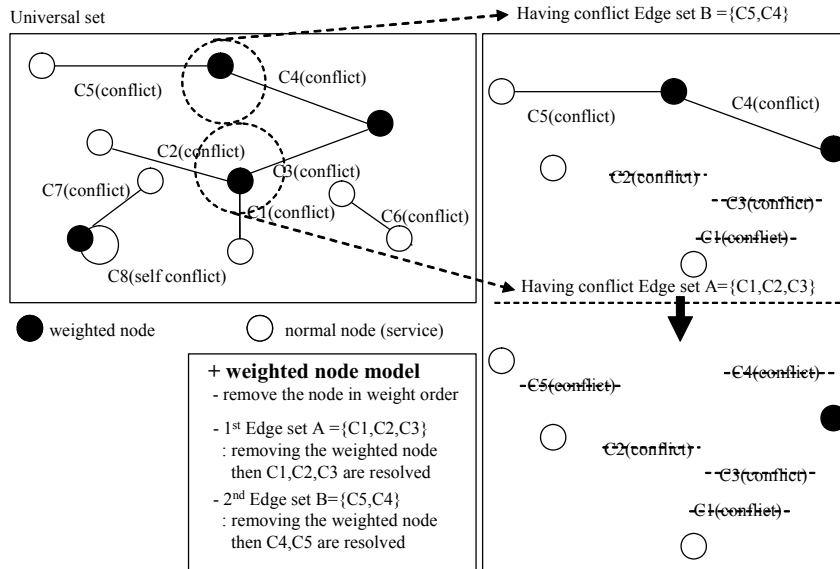 Universal set
Having conflict Edge set B ={C5,C4}
C5(conflict)
C4(conflict)
C2(conflict)
C3(conflict)
C7(conflict)
C1(conflict)
C6(conflict)
C8(self conflict)
C5(conflict)
C4(conflict)
C2(conflict)
C3(conflict)
C1(conflict)
Having conflict Edge set A={C1,C2,C3}
weighted node
normal node (service)
+ weighted node model
- remove the node in weight order
- 1st Edge set A ={C1,C2,C3}
: removing the weighted node
then C1,C2,C3 are resolved
- 2nd Edge set B={C5,C4}
: removing the weighted node
then C4,C5 are resolved
C4(conflict)
C5(conflict)
C2(conflict)
C3(conflict)
C1(conflict)